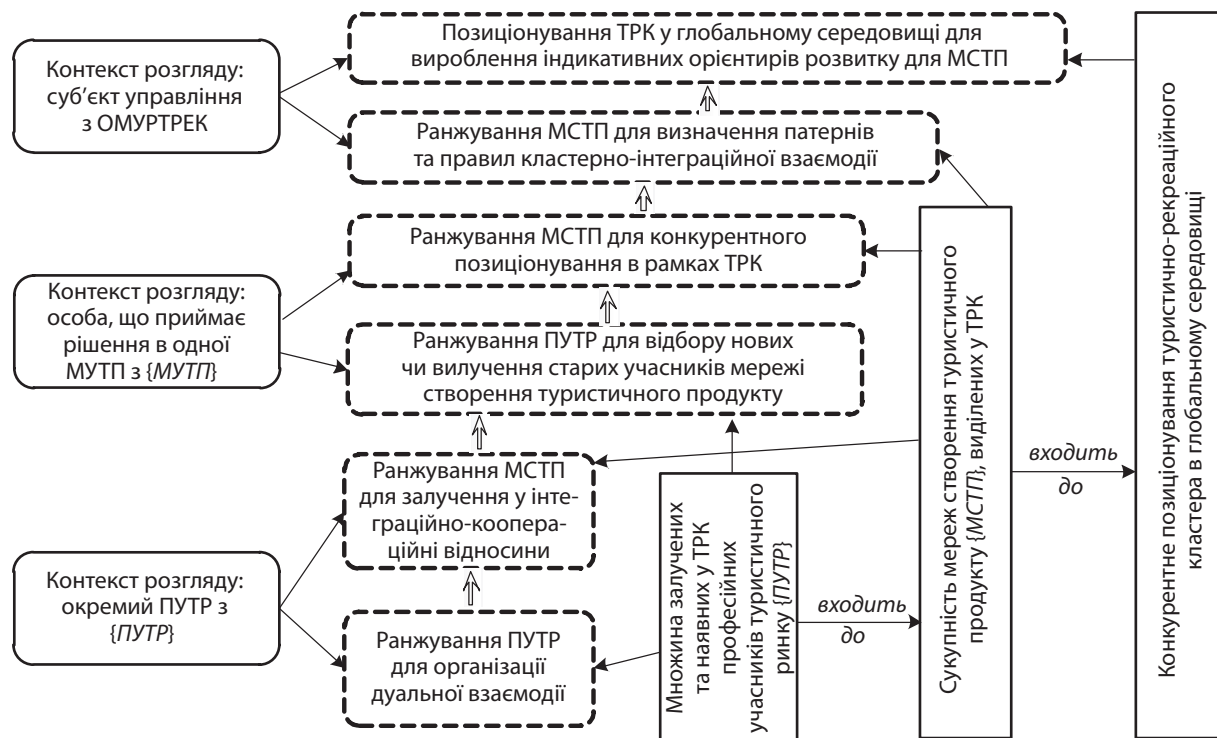 Контекст розгляду:
суб’єкт управління
з ОМУРТРЕК
Позиціонування ТРК у глобальному середовищі для
вироблення індикативних орієнтирів розвитку для МСТП
Ранжування МСТП для визначення патернів
та правил кластерно-інтеграційної взаємодії
Контекст розгляду:
особа, що приймає
рішення в одної
МУТП з {МУТП}
Ранжування МСТП для конкурентного
позиціонування в рамках ТРК
Ранжування ПУТР для відбору нових
чи вилучення старих учасників мережі
створення туристичного продукту
Контекст розгляду:
окремий ПУТР з
{ПУТР}
Ранжування МСТП
для залучення у інте-
граційно-коопера-
ційні відносини
Ранжування ПУТР
для організації
дуальної взаємодії
Множина залучених
та наявних у ТРК
професійних
учасників туристичного
ринку {ПУТР}
входить
до
Сукупність мереж створення туристичного
продукту {МСТП}, виділених у ТРК
входить
до
Конкурентне позиціонування туристично-рекреаційного
кластера в глобальному середовищі